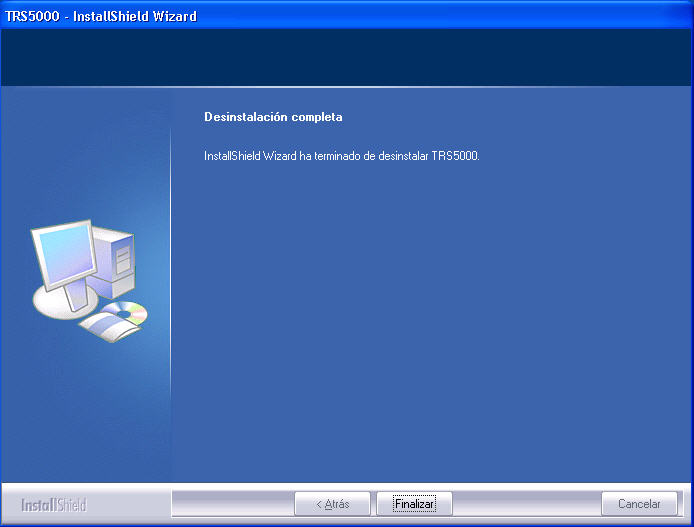 TRS5000 - InstallShield Wizard
Desinstalación completa
InstallShield Wizard ha terminado de desinstalar TRS5000.
InstallShield
< Atrás
Finalizar
Cancelar